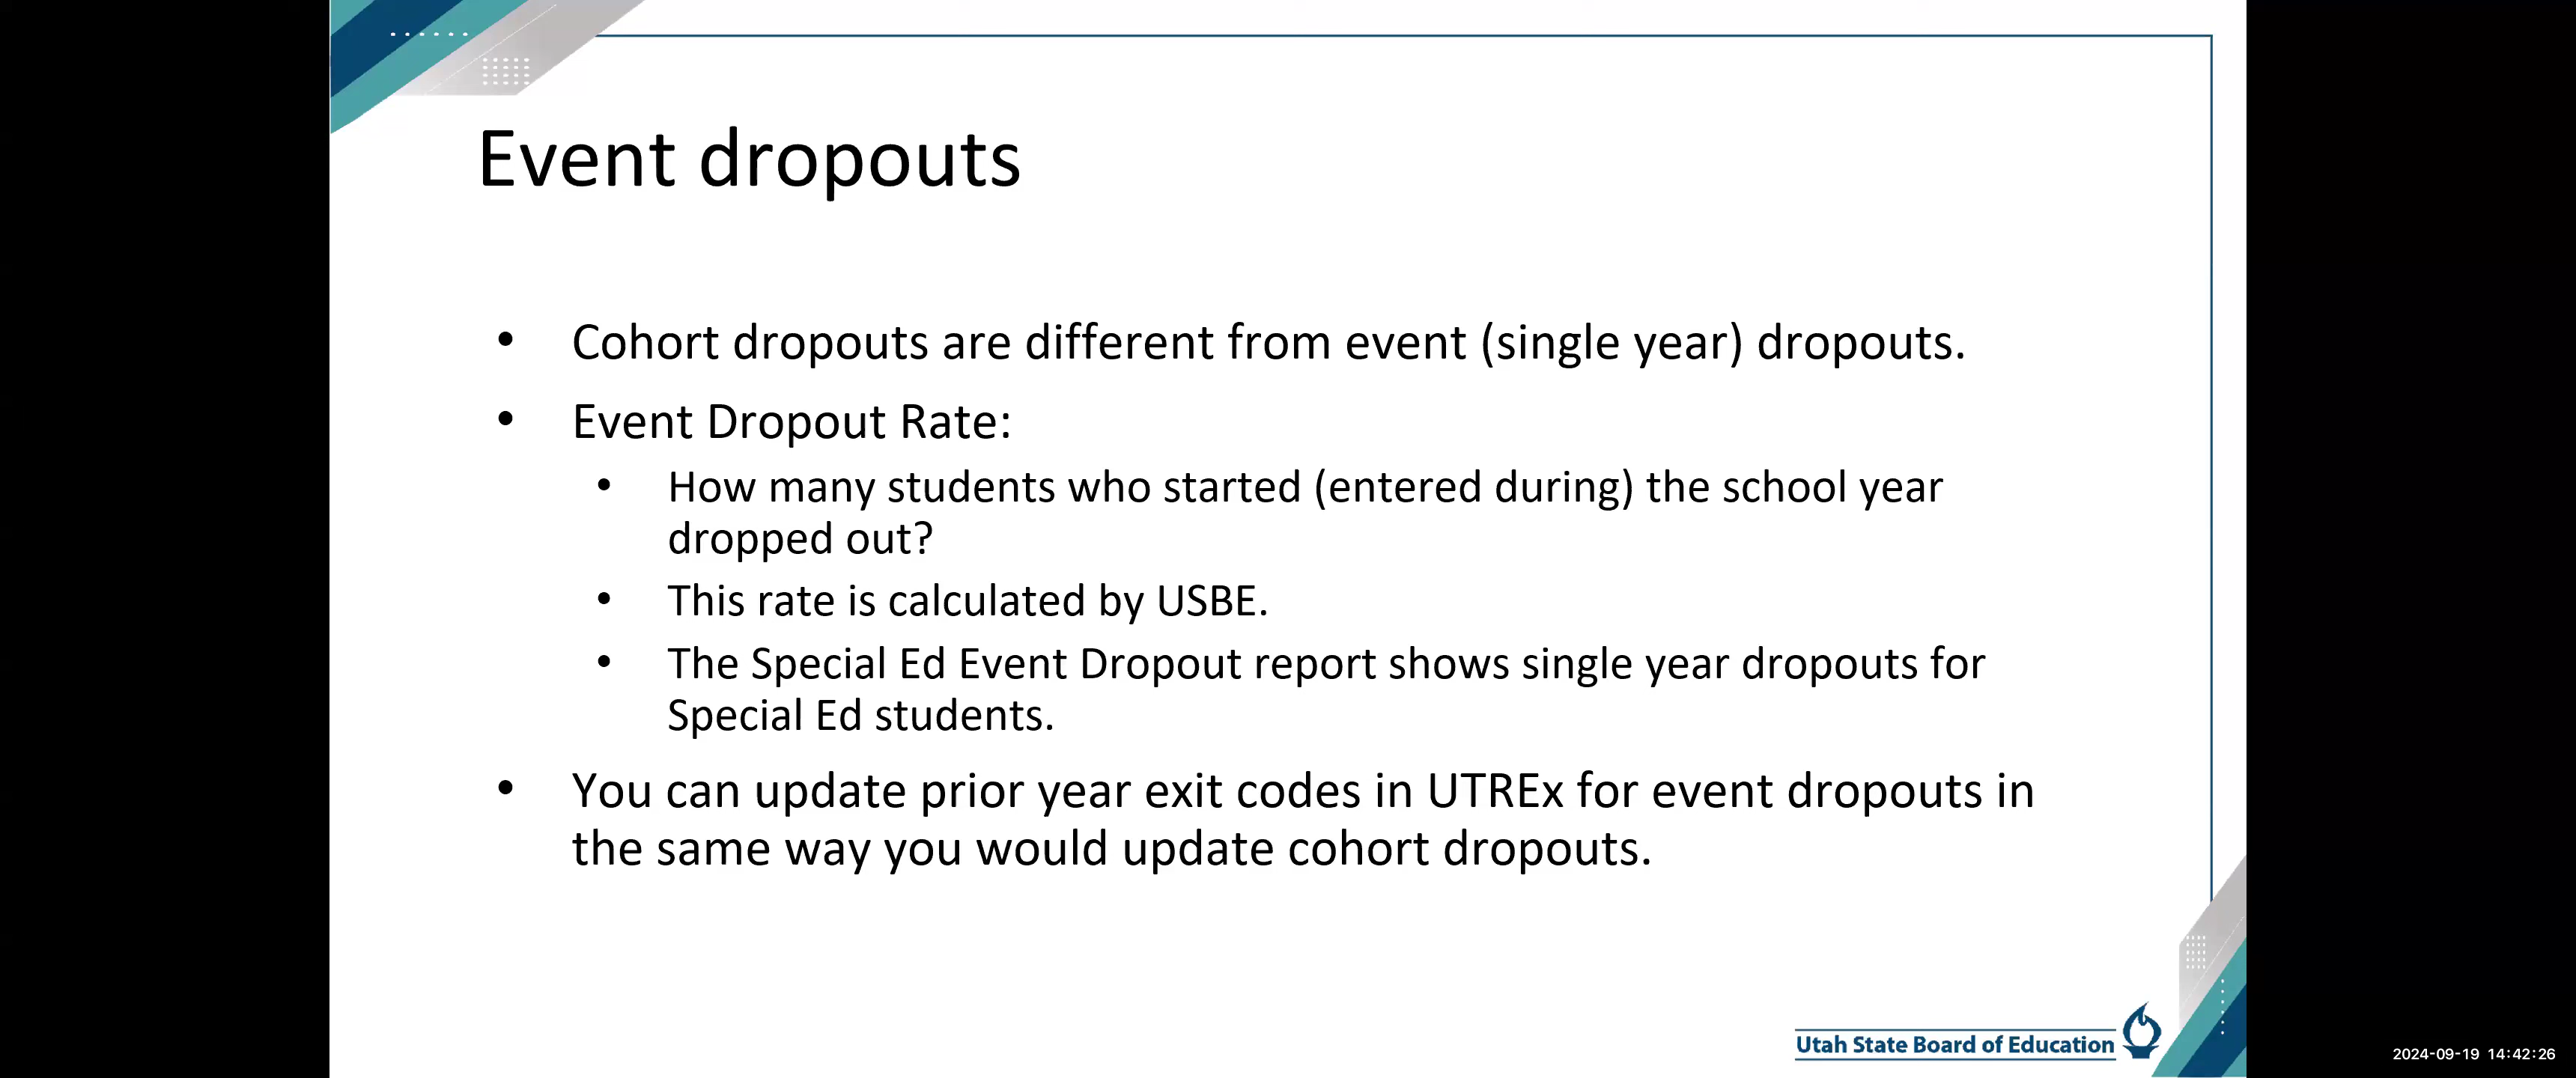 Event dropouts
• Cohort dropouts are different from event (single year) dropouts.
• Event Dropout Rate:
• How many students who started (entered during) the school year
dropped out?
• This rate is calculated by USBE.
• The Special Ed Event Dropout report shows single year dropouts for
Special Ed students.
• You can update prior year exit codes in UTREx for event dropouts in
the same way you would update cohort dropouts.
Utah State Board of Education
2024-09-19 14:42:26